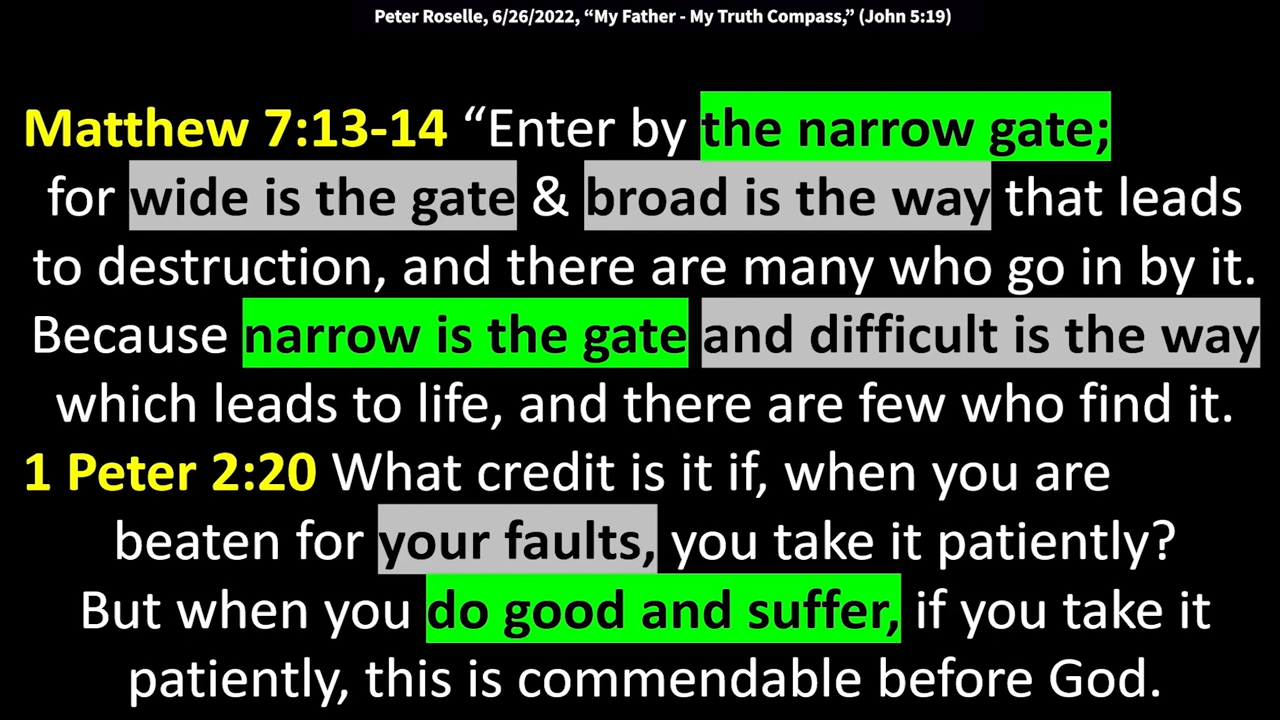 Peter Roselle, 6/26/2022, “My Father - My Truth Compass,” (John 5:19)
Matthew 7:13-14 “Enter by the narrow gate;
for wide is the gate & broad is the way that leads
to destruction, and there are many who go in by it.
Because narrow is the gate and difficult is the way
which leads to life, and there are few who find it.
1 Peter 2:20 What credit is it if, when you are
beaten for your faults, you take it patiently?
But when you do good and suffer, if you take it
patiently, this is commendable before God.